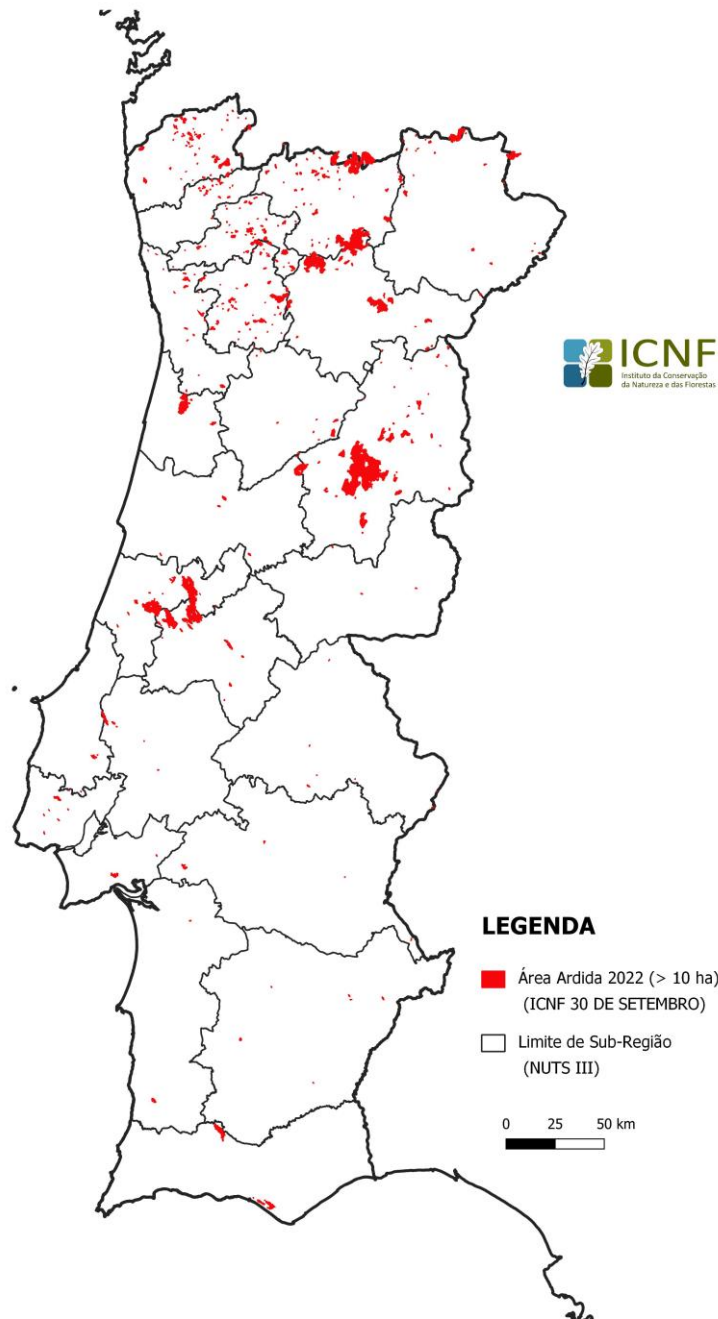 ICNF
Instituto da Conservação
da Natureza e das Florestas
LEGENDA
Área Ardida 2022 (> 10 ha)
(ICNF 30 DE SETEMBRO)
Limite de Sub-Região
(NUTS III)
0 25 50 km